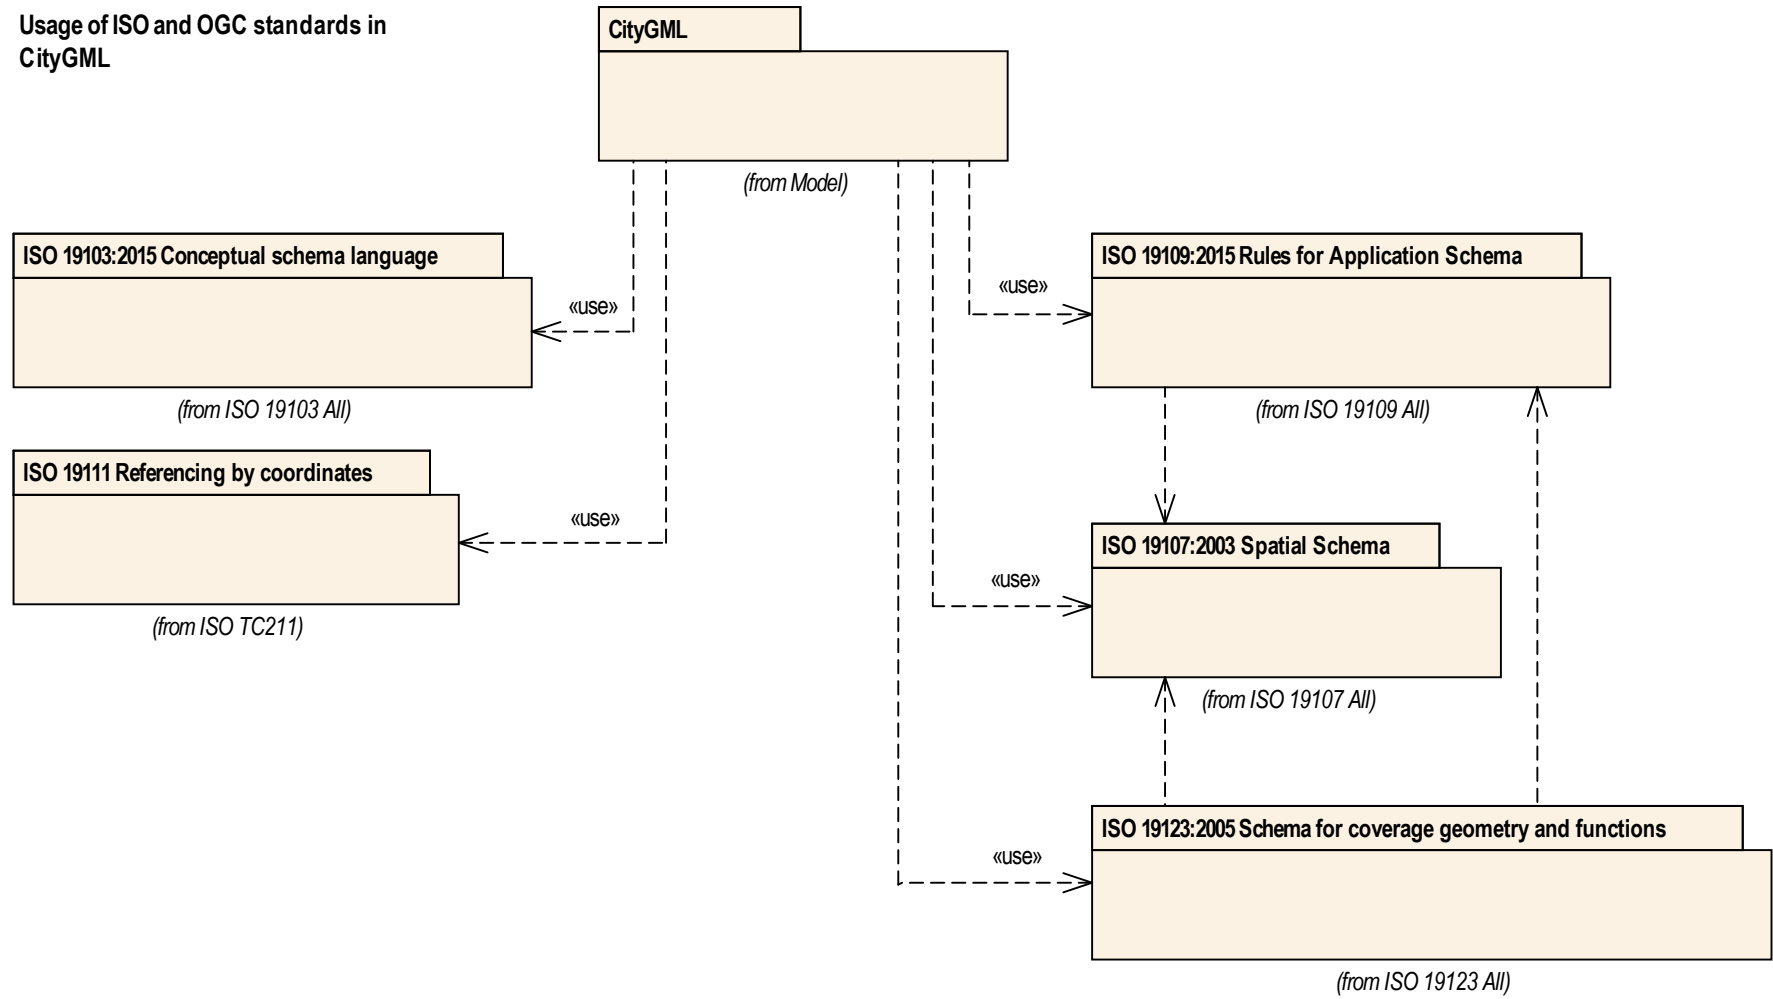 Usage of ISO and OGC standards in
CityGML
CityGML
(from Model)
ISO 19103:2015 Conceptual schema language
«use»
(from ISO 19103 All)
ISO 19111 Referencing by coordinates
«use»
(from ISO TC211)
ISO 19109:2015 Rules for Application Schema
«use»
(from ISO 19109 All)
ISO 19107:2003 Spatial Schema
«use»
(from ISO 19107 All)
ISO 19123:2005 Schema for coverage geometry and functions
«use»
(from ISO 19123 All)